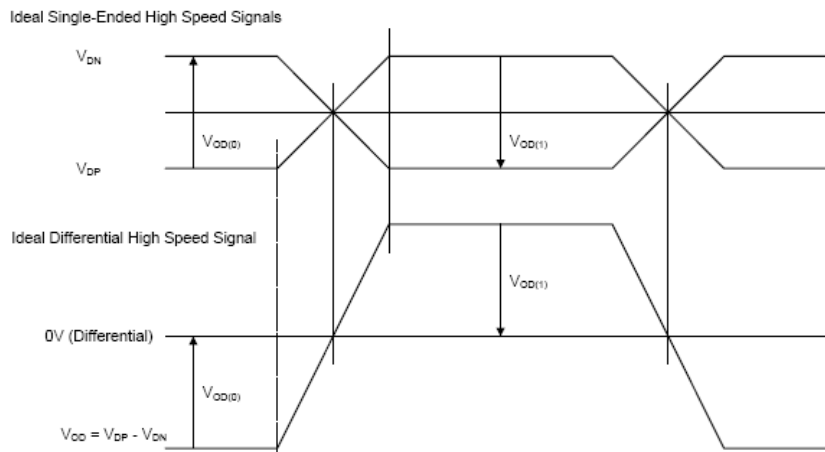 Ideal Single-Ended High Speed Signals
VDN
VOD(0)
VOD(1)
VDP
Ideal Differential High Speed Signal
VOD(1)
0V (Differential)
VOD(0)
VOD = VDP - VDN